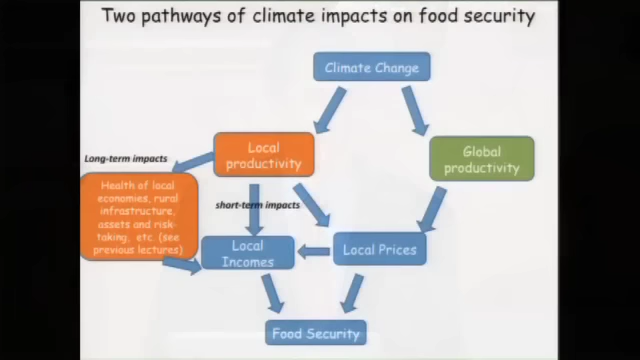 Two pathways of climate impacts on food security
Climate Change
Local
productivity
Global
productivity
Long-term impacts
Health of local
economies, rural
infrastructure,
assets and risk-
taking, etc (see
previous lectures)
short-term impacts
Local
Incomes
Local Prices
Food Security